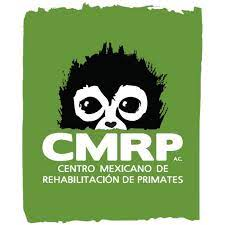 CMRP A.C.
CENTRO MEXICANO DE
REHABILITACIÓN DE PRIMATES